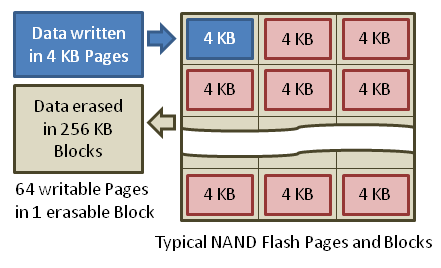 Data written
in 4 KB Pages
4 KB 4 KB 4 KB
4 KB 4 KB 4 KB
Data erased
in 256 KB
Blocks
4 KB 4 KB 4 KB
64 writable Pages
in 1 erasable Block
Typical NAND Flash Pages and Blocks